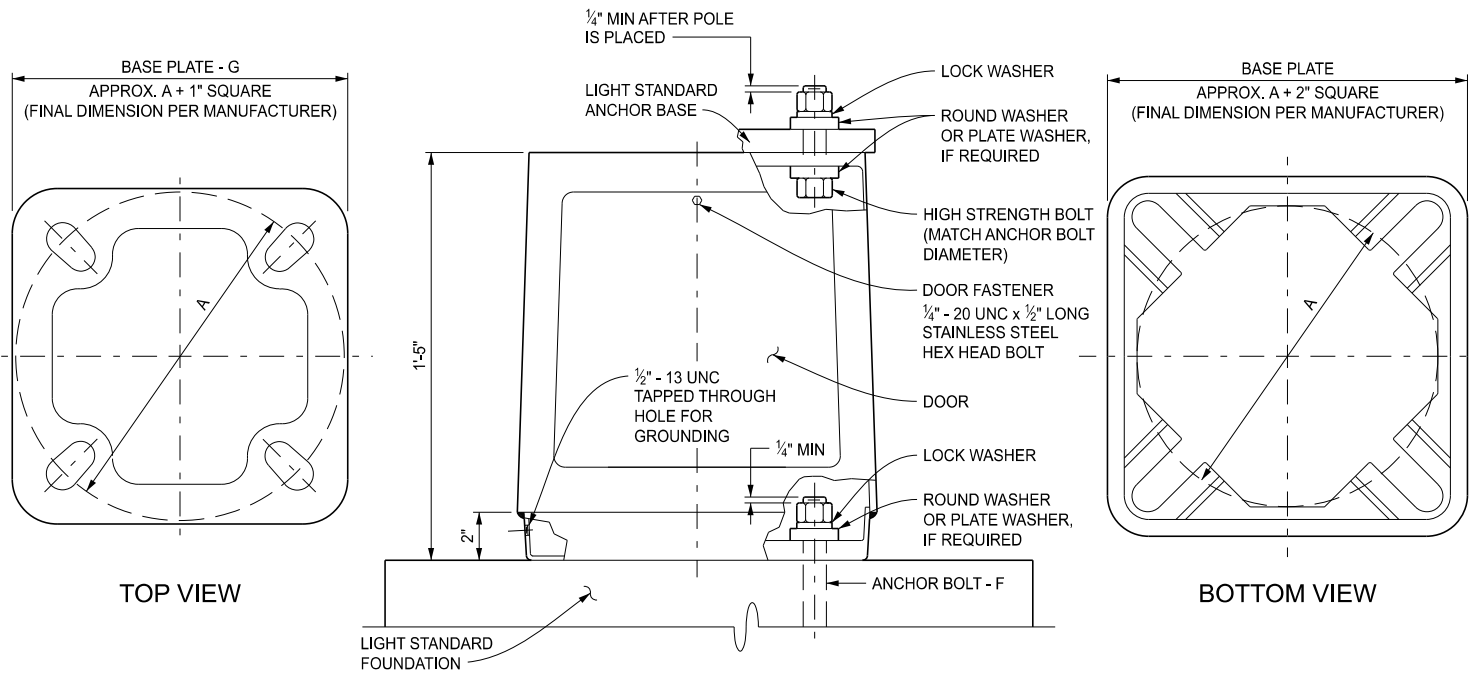 BASE PLATE - G
APPROX. A + 1" SQUARE
(FINAL DIMENSION PER MANUFACTURER)
A
TOP VIEW
¼" MIN AFTER POLE
IS PLACED
LIGHT STANDARD
ANCHOR BASE
1'-5"
2"
½" - 13 UNC
TAPPED THROUGH
HOLE FOR
GROUNDING
¼" MIN
LIGHT STANDARD
FOUNDATION
LOCK WASHER
ROUND WASHER
OR PLATE WASHER,
IF REQUIRED
HIGH STRENGTH BOLT
(MATCH ANCHOR BOLT
DIAMETER)
DOOR FASTENER
¼" - 20 UNC x ½" LONG
STAINLESS STEEL
HEX HEAD BOLT
DOOR
LOCK WASHER
ROUND WASHER
OR PLATE WASHER,
IF REQUIRED
ANCHOR BOLT - F
BASE PLATE
APPROX. A + 2" SQUARE
(FINAL DIMENSION PER MANUFACTURER)
A
BOTTOM VIEW